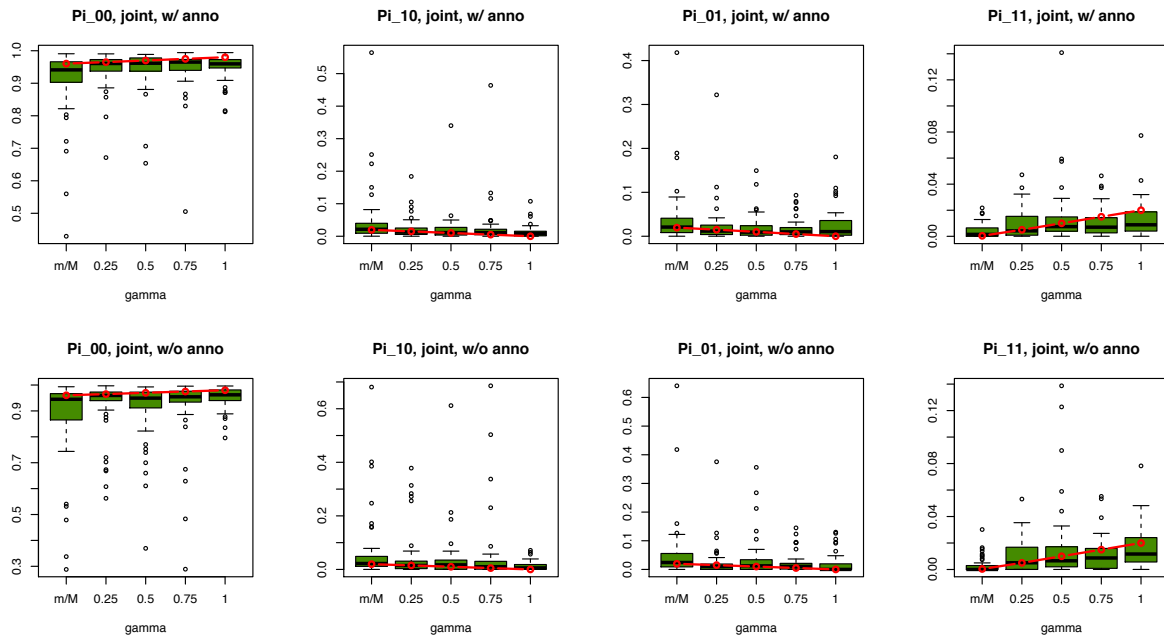 Pi_00, joint, w/ anno
1.0
0.9
0.8
0.7
0.6
0.5
m/M 0.25 0.5 0.75 1
gamma
Pi_10, joint, w/ anno
0.5
0.4
0.3
0.2
0.1
0.0
m/M 0.25 0.5 0.75 1
gamma
Pi_01, joint, w/ anno
0.4
0.3
0.2
0.1
0.0
m/M 0.25 0.5 0.75 1
gamma
Pi_11, joint, w/ anno
0.12
0.08
0.04
0.00
m/M 0.25 0.5 0.75 1
gamma
Pi_00, joint, w/o anno
0.9
0.7
0.5
0.3
m/M 0.25 0.5 0.75 1
gamma
Pi_10, joint, w/o anno
0.6
0.4
0.2
0.0
m/M 0.25 0.5 0.75 1
gamma
Pi_01, joint, w/o anno
0.6
0.5
0.4
0.3
0.2
0.1
0.0
m/M 0.25 0.5 0.75 1
gamma
Pi_11, joint, w/o anno
0.12
0.08
0.04
0.00
m/M 0.25 0.5 0.75 1
gamma